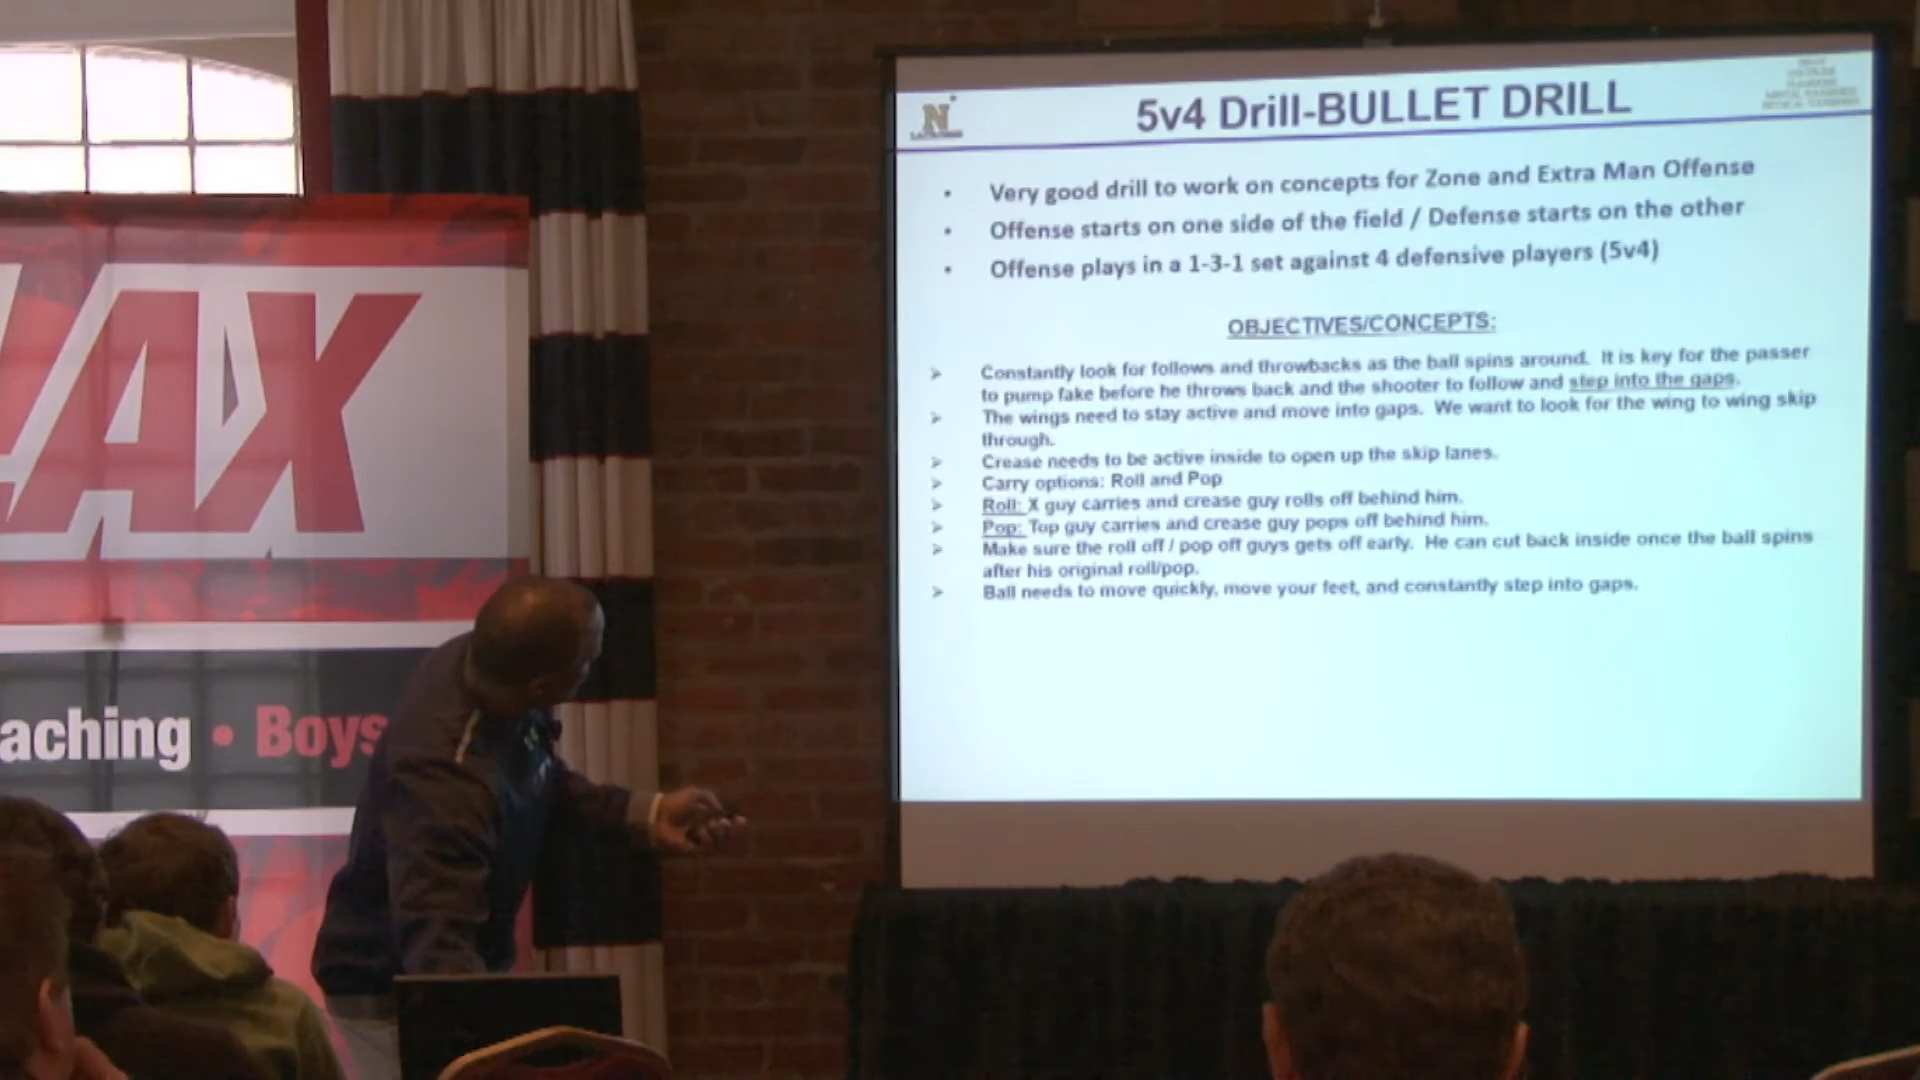 5v4 Drill-BULLET DRILL
N
• Very good drill to work on concepts for Zone and Extra Man Offense
• Offense starts on one side of the field / Defense starts on the other
• Offense plays in a 1-3-1 set against 4 defensive players (5v4)
OBJECTIVES/CONCEPTS:
➢ Constantly look for follows and throwbacks as the ball spins around. It is key for the passer
to pump fake before he throws back and the shooter to follow and step into the gaps.
➢ The wings need to stay active and move into gaps. We want to look for the wing to wing skip
through.
➢ Crease needs to be active inside to open up the skip lanes.
➢ Carry options: Roll and Pop
➢ Roll: X guy carries and crease guy rolls off behind him.
➢ Pop: Top guy carries and crease guy pops off behind him.
➢ Make sure the roll off / pop off guys gets off early. He can cut back inside once the ball spins
after his original roll/pop.
➢ Ball needs to move quickly, move your feet, and constantly step into gaps.
LAX
aching • Boys